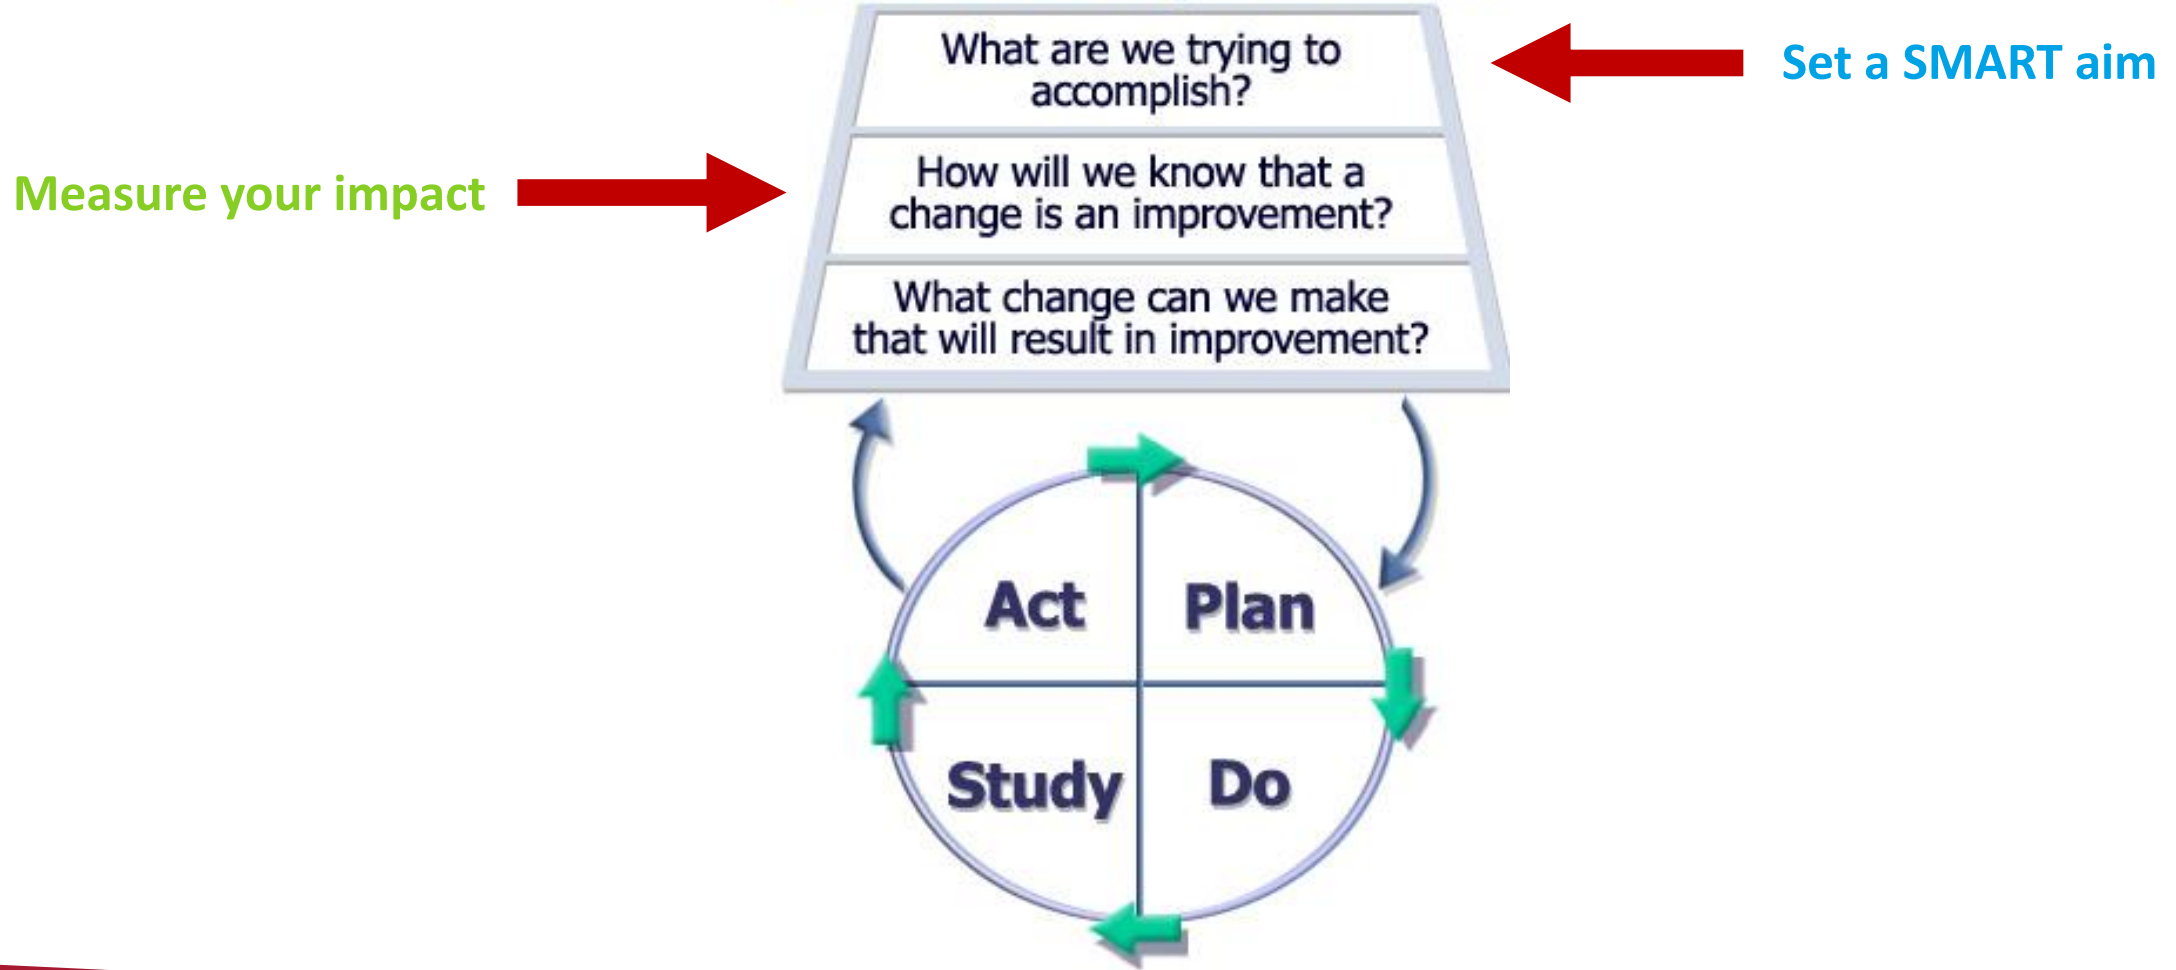 What are we trying to
accomplish?
Set a SMART aim
Measure your impact
How will we know that a
change is an improvement?
What change can we make
that will result in improvement?
Act
Plan
Study
Do